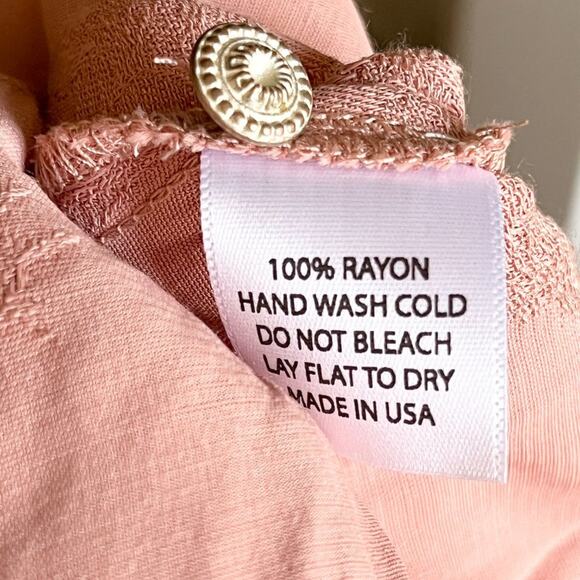 100% RAYON
HAND WASH COLD
DO NOT BLEACH
LAY FLAT TO DRY
MADE IN USA